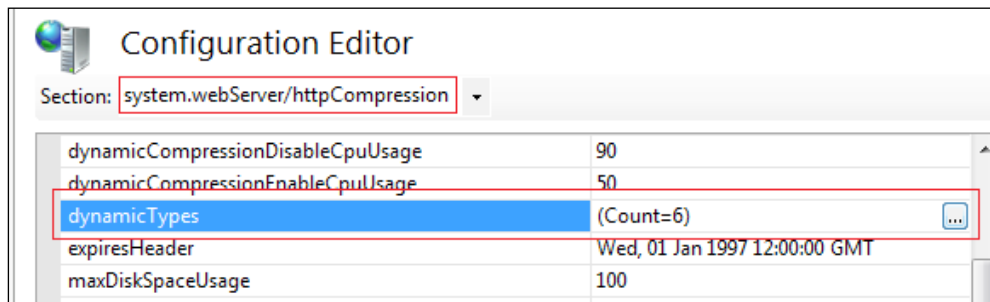 Configuration Editor
Section: system.webServer/httpCompression
dynamicCompressionDisableCpuUsage 90
dynamicCompressionEnableCpuUsage 50
dynamicTypes (Count=6) ...
expiresHeader Wed, 01 Jan 1997 12:00:00 GMT
maxDiskSpaceUsage 100